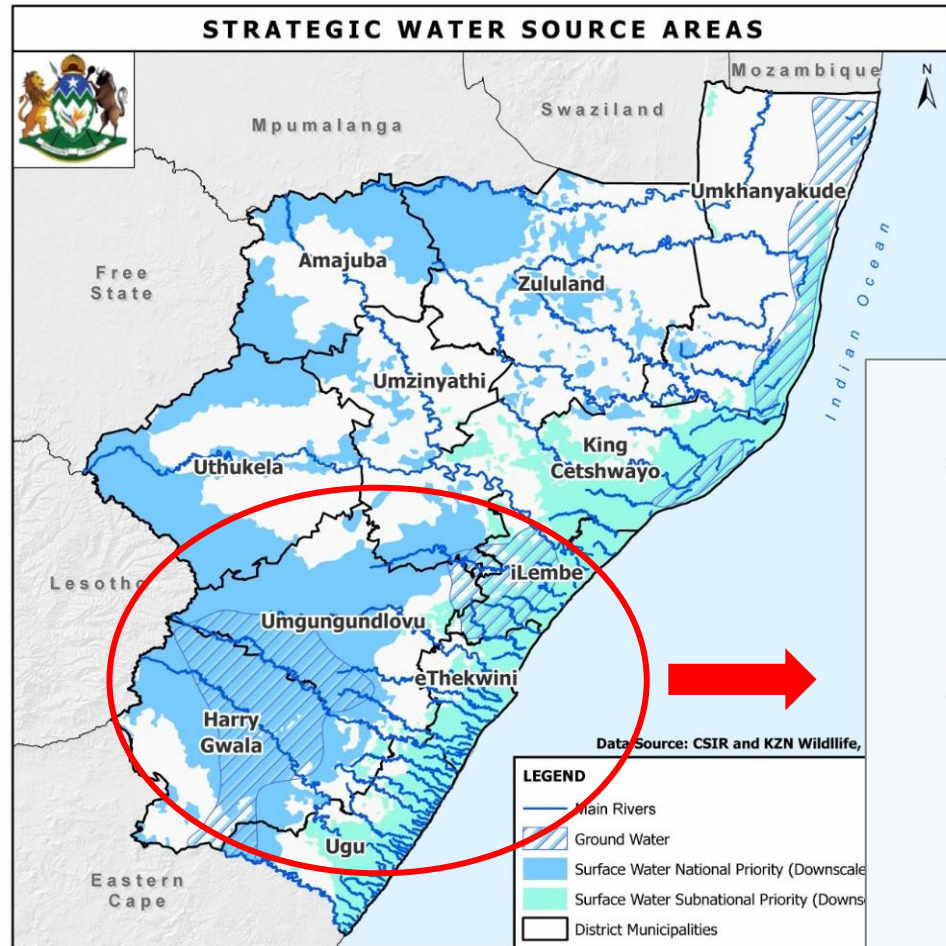 STRATEGIC WATER SOURCE AREAS
Mozambique
N
Swaziland
Mpumalanga
Umkhanyakude
Indian Ocean
Free
State
Amajuba
Zululand
Umzinyathi
Uthukela
King
Cetshwayo
Lesotho
iLembe
Umgungundlovu
eThekwini
Harry
Gwala
Ugu
Eastern
Cape
Data Source: CSIR and KZN Wildllife,
LEGEND
Main Rivers
Ground Water
Surface Water National Priority (Downscale
Surface Water Subnational Priority (Downs
District Municipalities